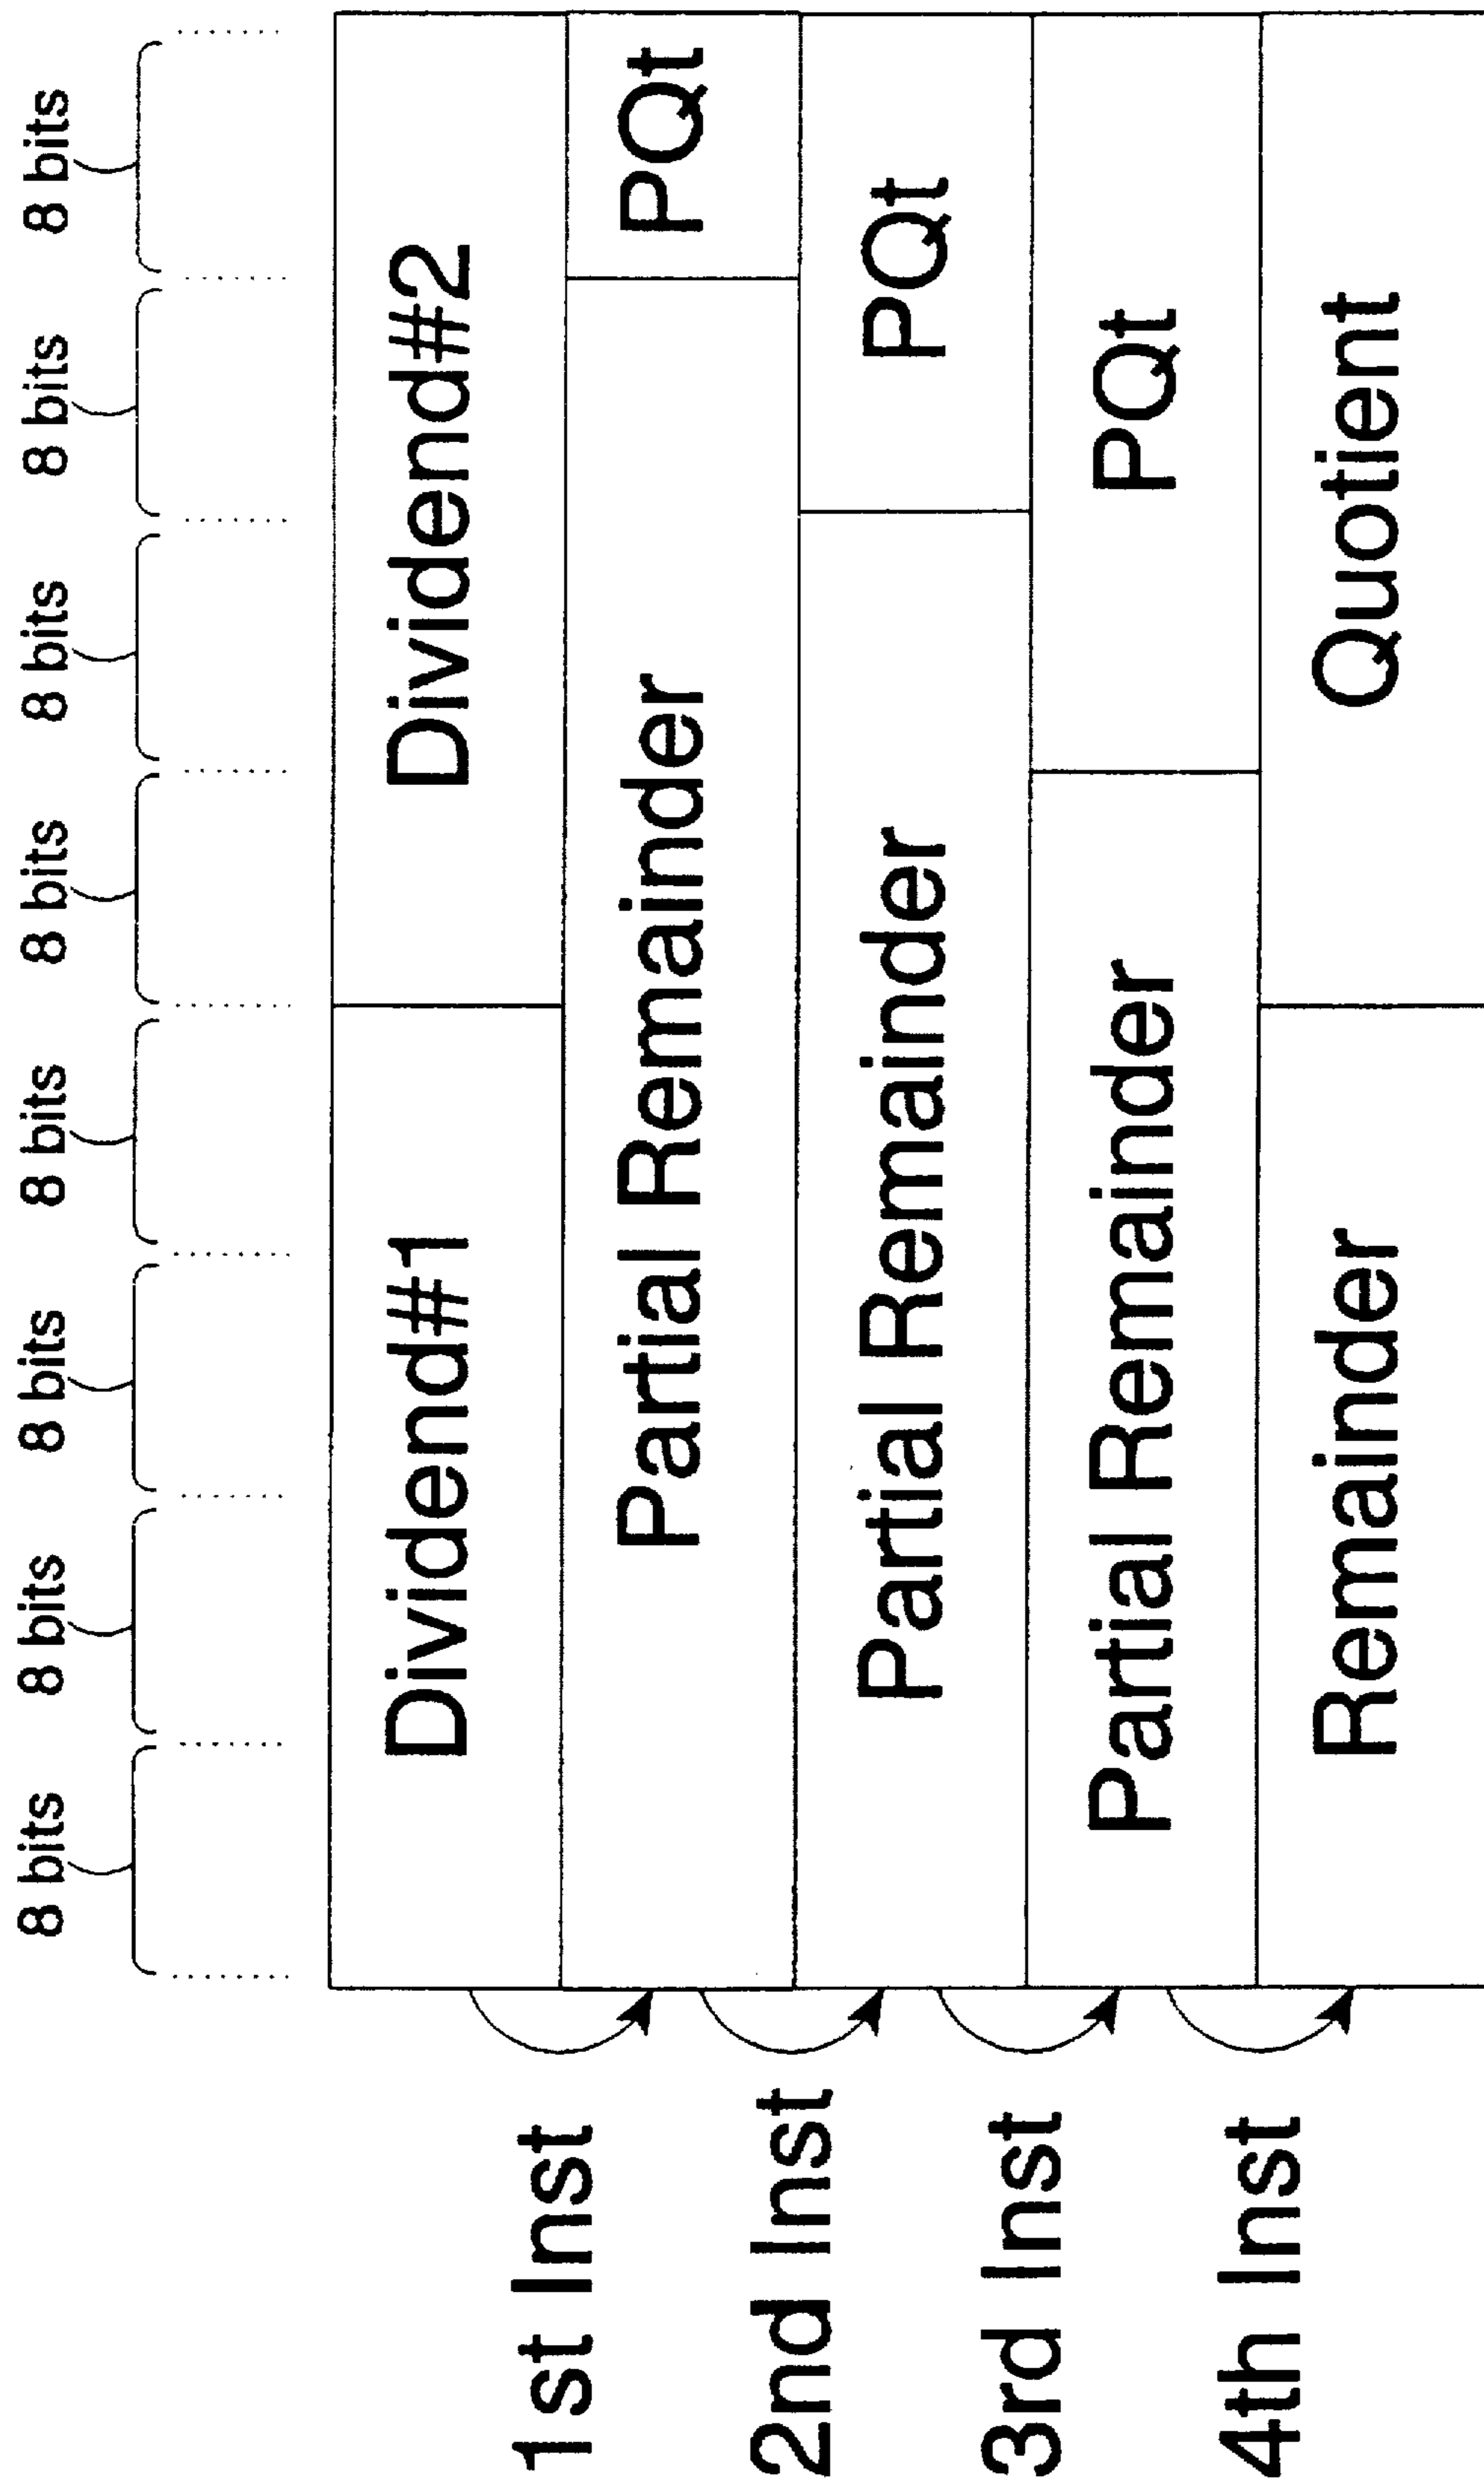 8 bits 8 bits 8 bits 8 bits 8 bits 8 bits 8 bits 8 bits
Dividend#1 Dividend#2
1st Inst
Partial Remainder PQt
2nd Inst
Partial Remainder PQt
3rd Inst
Partial Remainder PQt
4th Inst
Remainder Quotient